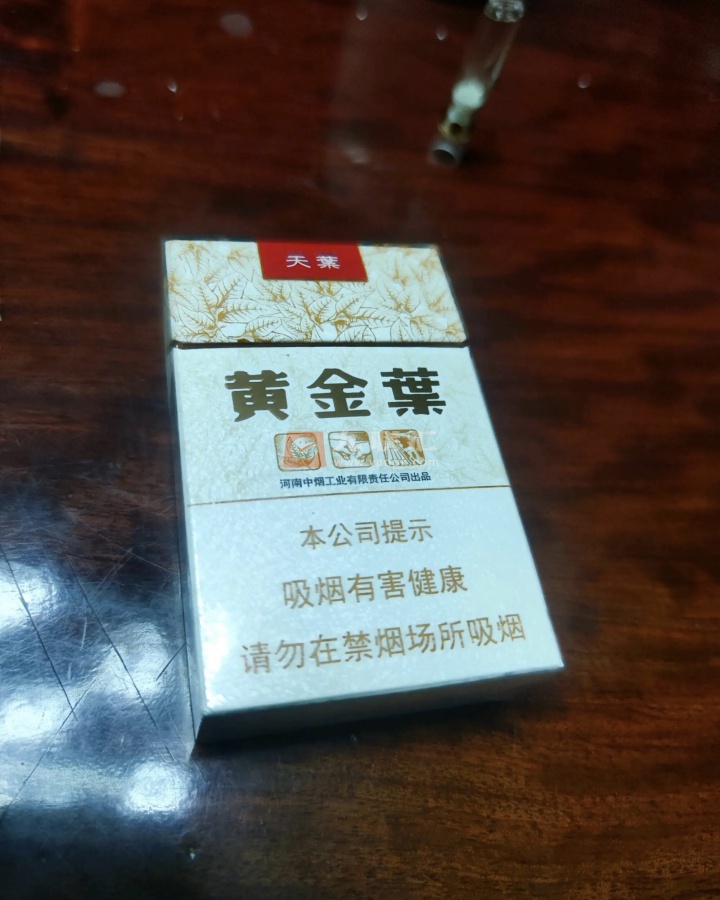 天葉
黄金葉
河南中烟工业有限责任公司出品
本公司提示
吸烟有害健康
请勿在禁烟场所吸烟